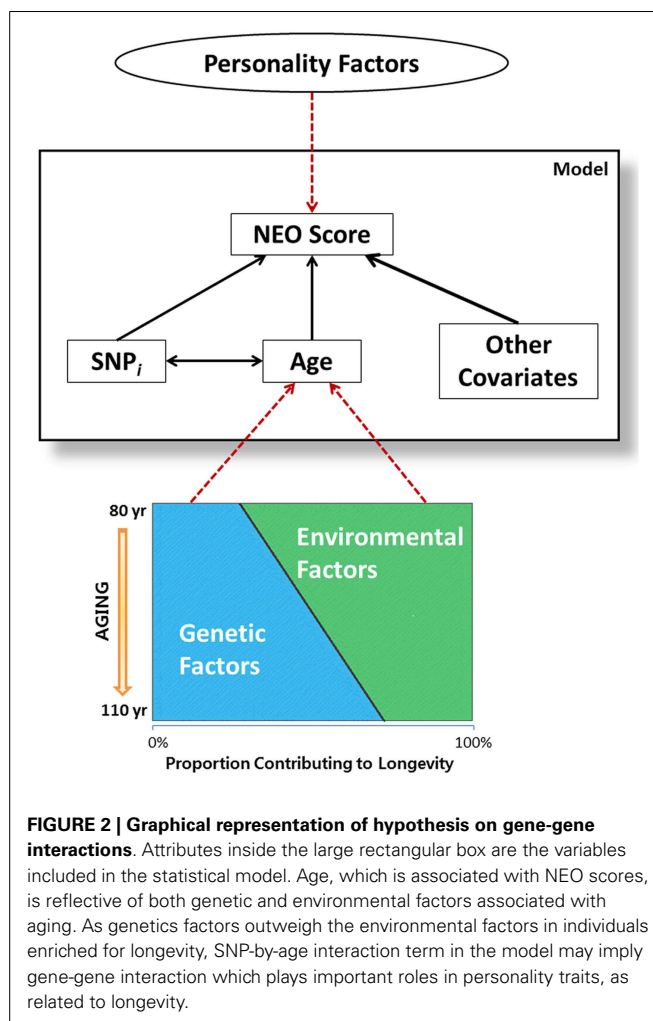 Personality Factors
Model
NEO Score
SNPi
Age
Other
Covariates
80 yr
AGING
110 yr
Environmental
Factors
Genetic
Factors
0%
100%
Proportion Contributing to Longevity
FIGURE 2 | Graphical representation of hypothesis on gene-gene
interactions. Attributes inside the large rectangular box are the variables
included in the statistical model. Age, which is associated with NEO scores,
is reflective of both genetic and environmental factors associated with
aging. As genetics factors outweigh the environmental factors in individuals
enriched for longevity, SNP-by-age interaction term in the model may imply
gene-gene interaction which plays important roles in personality traits, as
related to longevity.